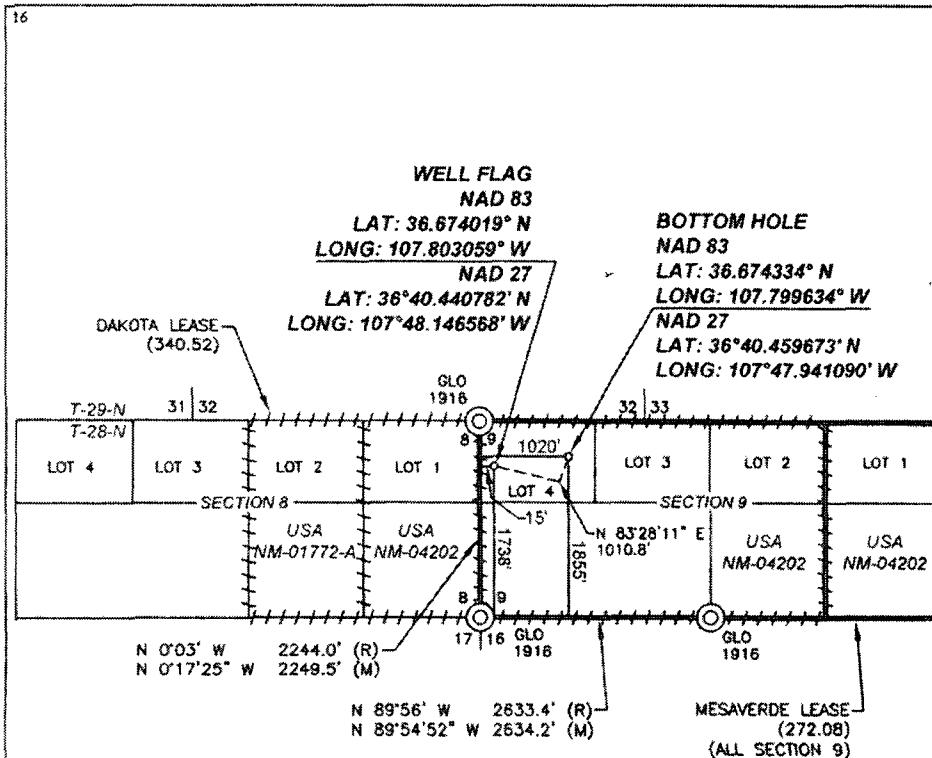 16
WELL FLAG
NAD 83
LAT: 36.674019° N
LONG: 107.803059° W
NAD 27
LAT: 36°40.440782' N
LONG: 107°48.146568' W
BOTTOM HOLE
NAD 83
LAT: 36.674334° N
LONG: 107.799634° W
NAD 27
LAT: 36°40.459673' N
LONG: 107°47.941090' W
DAKOTA LEASE
(340.52)
GLO
1916
T-29-N
31 32
32 33
T-28-N
8 9
1020'
LOT 4
LOT 3
LOT 2
LOT 1
LOT 4
LOT 3
LOT 2
LOT 1
SECTION 8
SECTION 9
15'
N 83°28'11" E
1010.8'
USA
NM-01772-A
USA
NM-04202
1738'
1855'
USA
NM-04202
USA
NM-04202
8 9
17 16
GLO
1916
GLO
1916
N 0°03' W 2244.0' (R)
N 0°17'25" W 2249.5' (M)
N 89°56' W 2633.4' (R)
N 89°54'52" W 2634.2' (M)
MESAVERDE LEASE
(272.08)
(ALL SECTION 9)